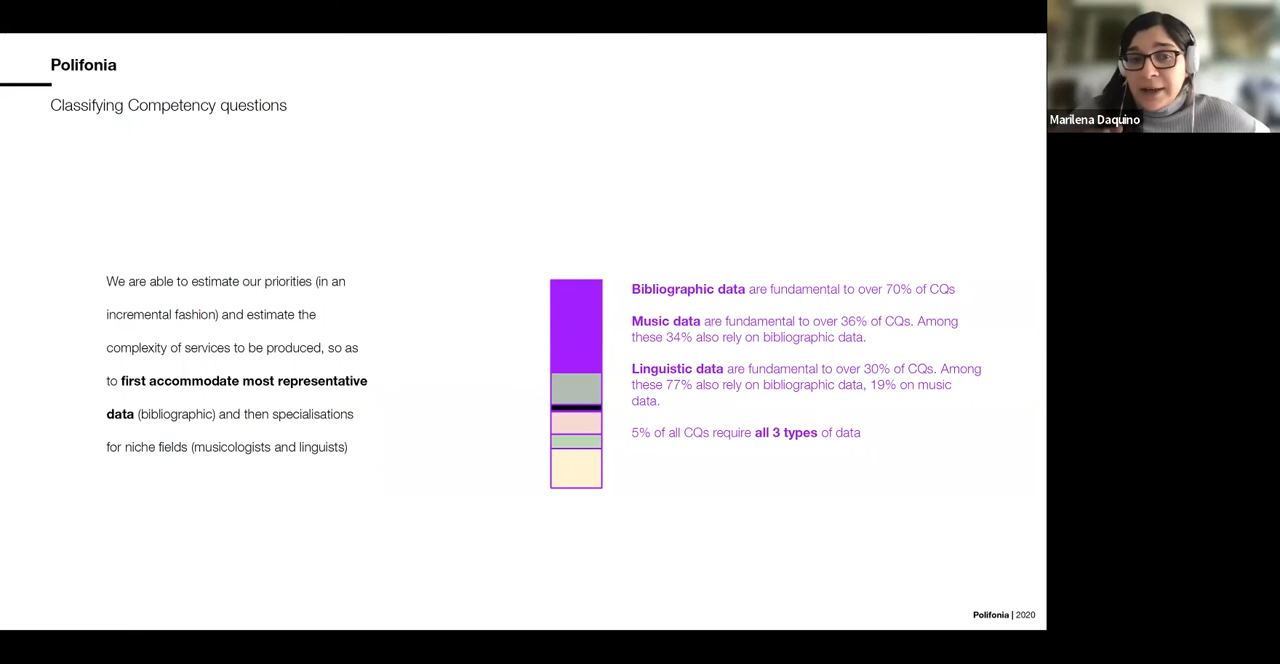 Polifonia
Classifying Competency questions
We are able to estimate our priorities (in an
incremental fashion) and estimate the
complexity of services to be produced, so as
to first accommodate most representative
data (bibliographic) and then specialisations
for niche fields (musicologists and linguists)
Bibliographic data are fundamental to over 70% of CQs
Music data are fundamental to over 36% of CQs. Among
these 34% also rely on bibliographic data.
Linguistic data are fundamental to over 30% of CQs. Among
these 77% also rely on bibliographic data, 19% on music
data.
5% of all CQs require all 3 types of data
Polifonia | 2020
Marilena Daquino